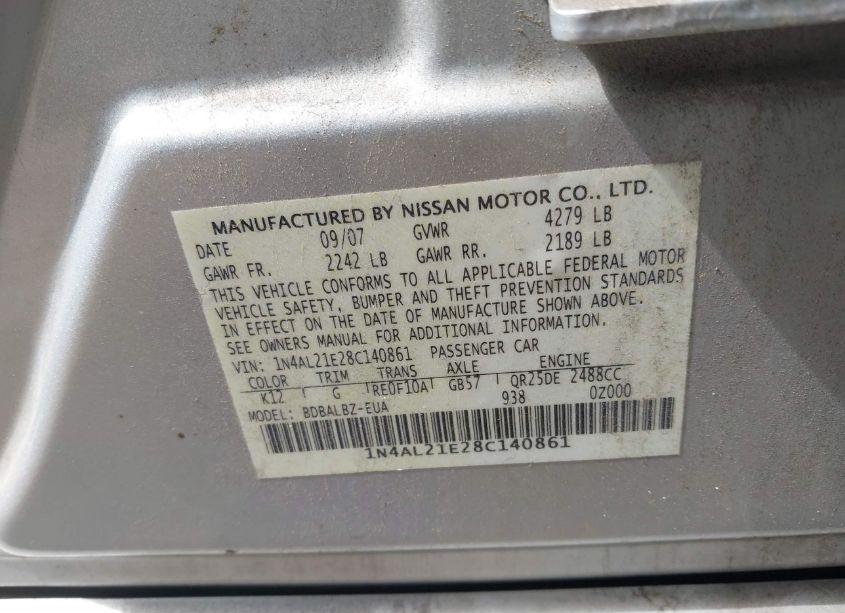 MANUFACTURED BY NISSAN MOTOR CO., LTD.
DATE 09/07 GVWR 4279 LB
GAWR FR. 2242 LB GAWR RR. 2189 LB
THIS VEHICLE CONFORMS TO ALL APPLICABLE FEDERAL MOTOR
VEHICLE SAFETY, BUMPER AND THEFT PREVENTION STANDARDS
IN EFFECT ON THE DATE OF MANUFACTURE SHOWN ABOVE.
SEE OWNERS MANUAL FOR ADDITIONAL INFORMATION.
VIN: 1N4AL21E28C140861 PASSENGER CAR
COLOR TRIM TRANS AXLE ENGINE
K12 G RE0F10A GB57 QR25DE 2488CC
MODEL: BDBALBZ-EUA 938 0Z000
1N4AL21E28C140861